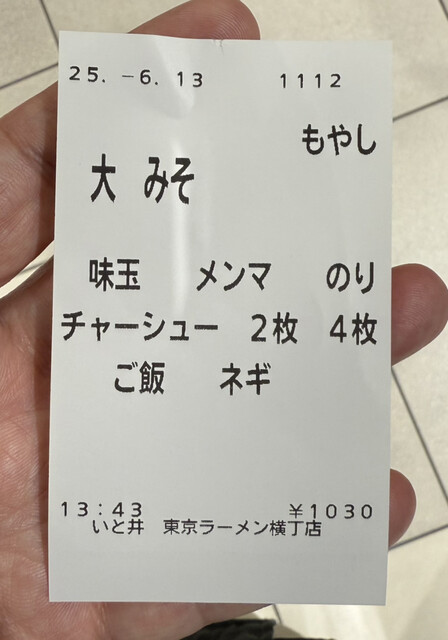 25. -6. 13 1112
もやし
大 みそ
味玉 メンマ のり
チャーシュー 2枚 4枚
ご飯 ネギ
13:43 ¥1030
いと井 東京ラーメン横丁店